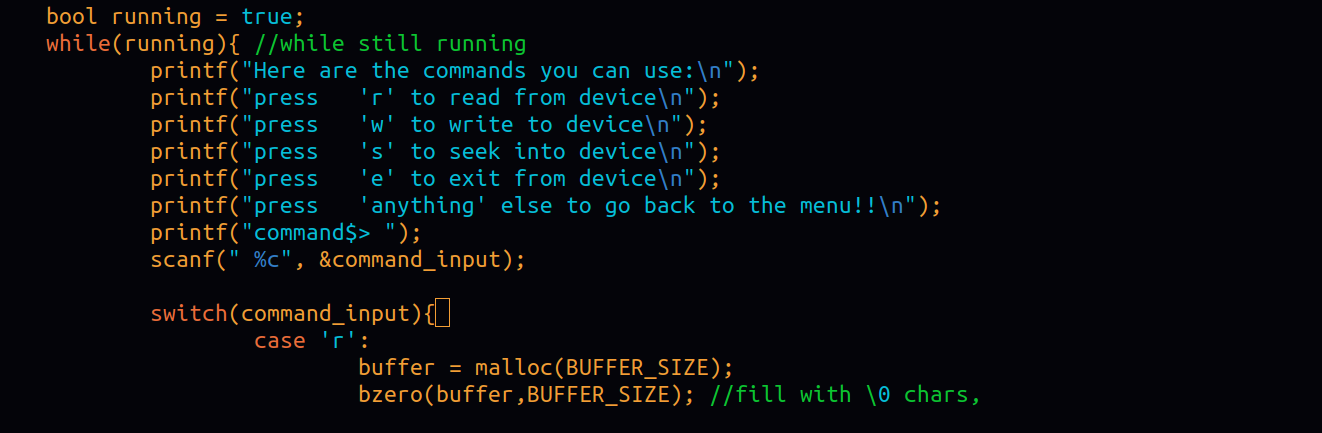 bool running = true;
while(running){ //while still running
printf("Here are the commands you can use:\n");
printf("press   'r' to read from device\n");
printf("press   'w' to write to device\n");
printf("press   's' to seek into device\n");
printf("press   'e' to exit from device\n");
printf("press   'anything' else to go back to the menu!!\n");
printf("command$> ");
scanf(" %c", &command_input);
switch(command_input){
case 'r':
buffer = malloc(BUFFER_SIZE);
bzero(buffer,BUFFER_SIZE); //fill with \0 chars,